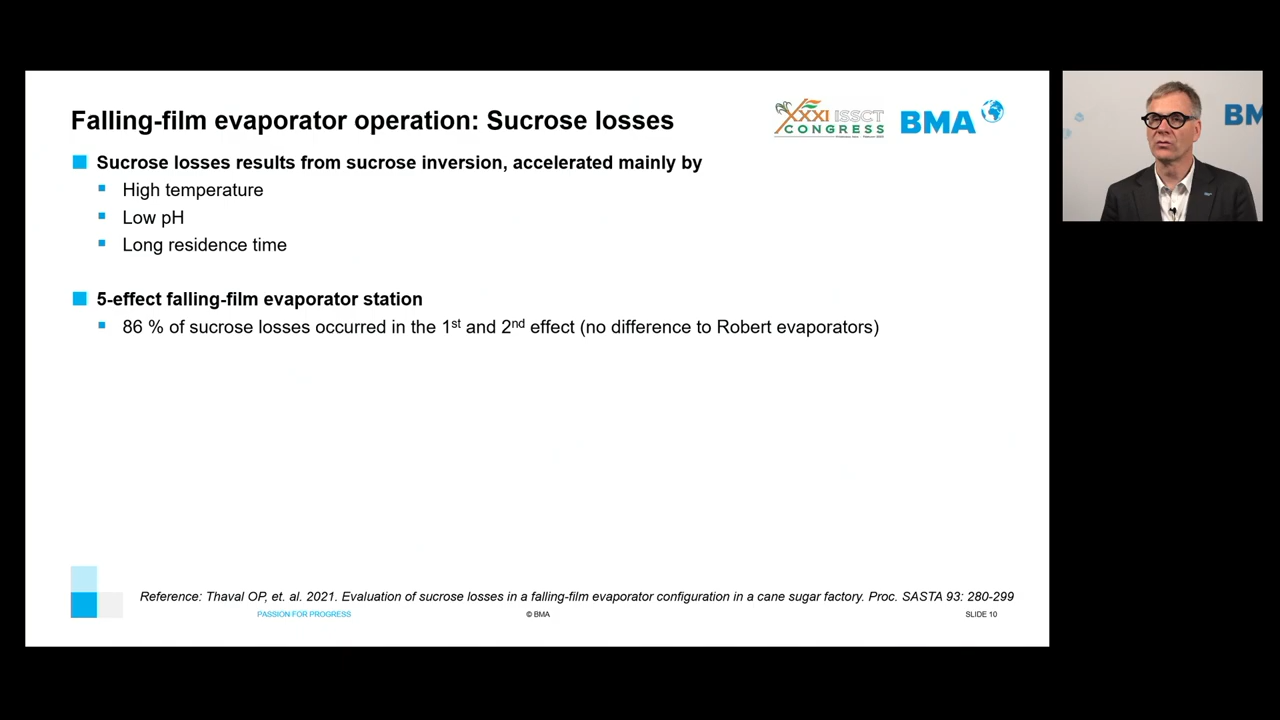 Falling-film evaporator operation: Sucrose losses
XXXI ISSCT
CONGRESS
BMA
BM
Sucrose losses results from sucrose inversion, accelerated mainly by
High temperature
Low pH
Long residence time
5-effect falling-film evaporator station
86 % of sucrose losses occurred in the 1st and 2nd effect (no difference to Robert evaporators)
Reference: Thaval OP, et. al. 2021. Evaluation of sucrose losses in a falling-film evaporator configuration in a cane sugar factory. Proc. SASTA 93: 280-299
PASSION FOR PROGRESS
© BMA
SLIDE 10